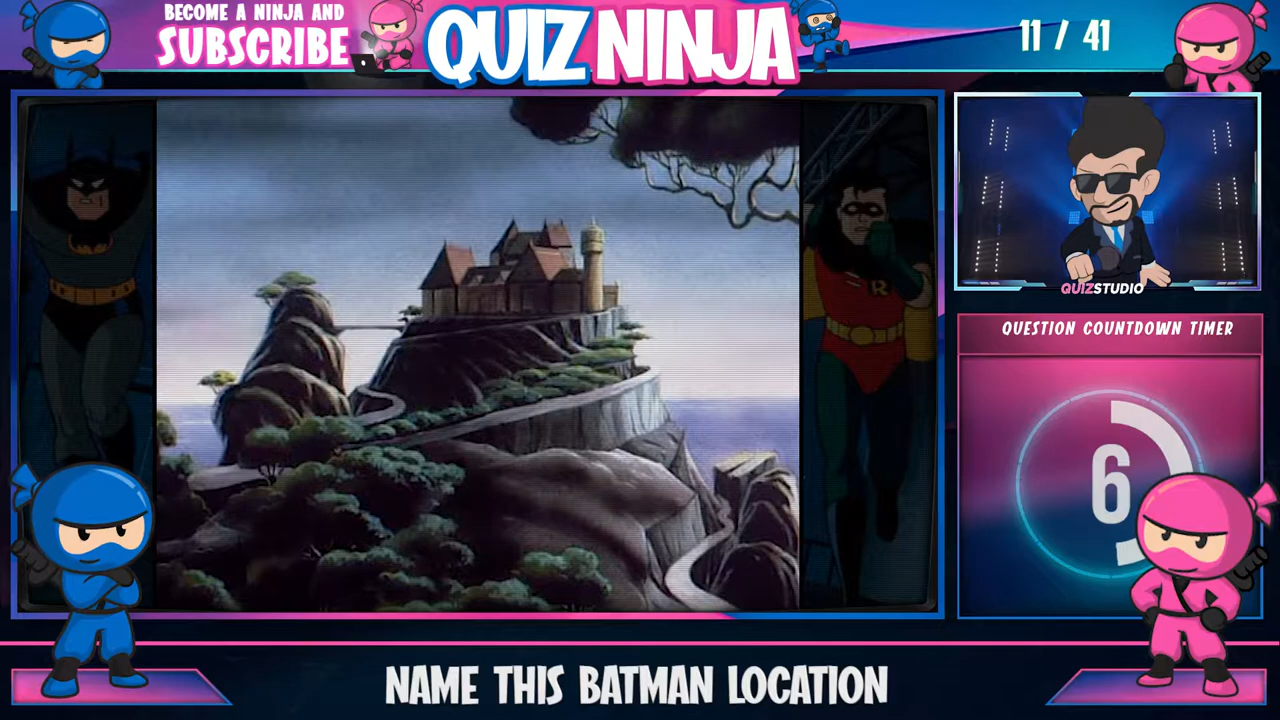 BECOME A NINJA AND
SUBSCRIBE
QUIZ NINJA
11 / 41
R
QUIZSTUDIO
QUESTION COUNTDOWN TIMER
6
NAME THIS BATMAN LOCATION